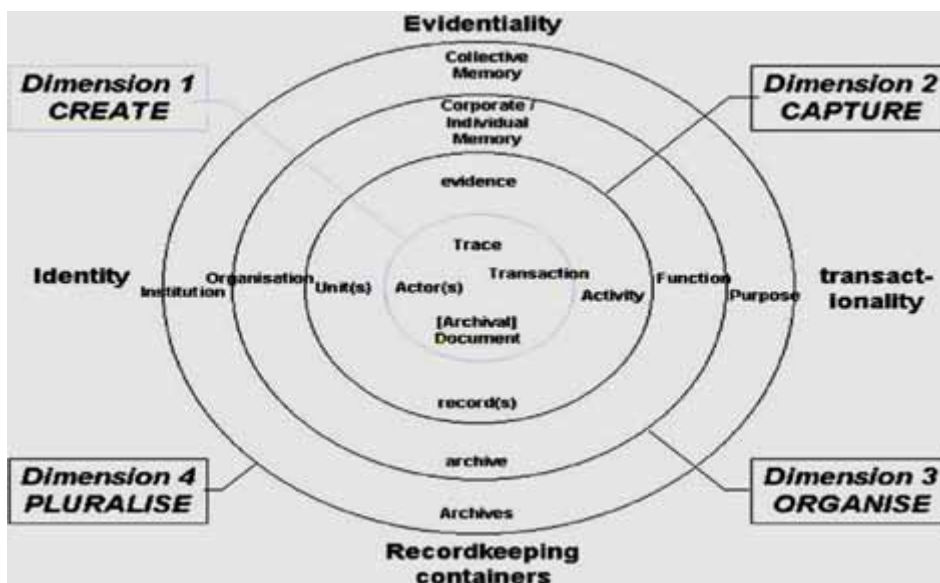 Evidentiality
Collective
Memory
Dimension 1
CREATE
Dimension 2
CAPTURE
Corporate /
Individual
Memory
evidence
Trace
Identity
Institution
Organisation
Unit(s)
Actor(s)
Transaction
Activity
Function
Purpose
transact-
ionality
[Archival]
Document
record(s)
archive
Archives
Dimension 4
PLURALISE
Dimension 3
ORGANISE
Recordkeeping
containers